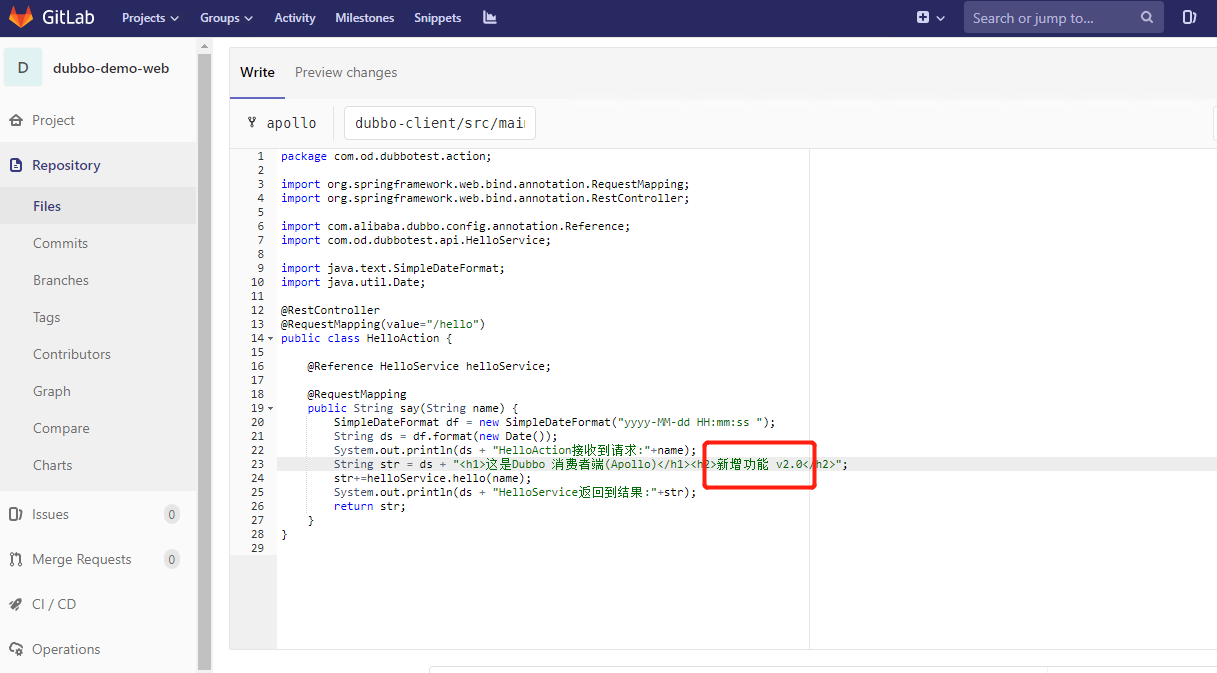 GitLab Projects Groups Activity Milestones Snippets Search or jump to...
D dubbo-demo-web
Project
Repository
Files
Commits
Branches
Tags
Contributors
Graph
Compare
Charts
Issues 0
Merge Requests 0
CI / CD
Operations
Write Preview changes
apollo dubbo-client/src/mai
1 package com.od.dubbotest.action;
2
3 import org.springframework.web.bind.annotation.RequestMapping;
4 import org.springframework.web.bind.annotation.RestController;
5
6 import com.alibaba.dubbo.config.annotation.Reference;
7 import com.od.dubbotest.api.HelloService;
8
9 import java.text.SimpleDateFormat;
10 import java.util.Date;
11
12 @RestController
13 @RequestMapping(value="/hello")
14 public class HelloAction {
15
16 @Reference HelloService helloService;
17
18 @RequestMapping
19 public String say(String name) {
20 SimpleDateFormat df = new SimpleDateFormat("yyyy-MM-dd HH:mm:ss ");
21 String ds = df.format(new Date());
22 System.out.println(ds + "HelloAction接收到请求:"+name);
23 String str = ds + "<h1>这是Dubbo 消费者端(Apollo)</h1><h2>新增功能 v2.0</h2>";
24 str+=helloService.hello(name);
25 System.out.println(ds + "HelloService返回到结果:"+str);
26 return str;
27 }
28 }
29